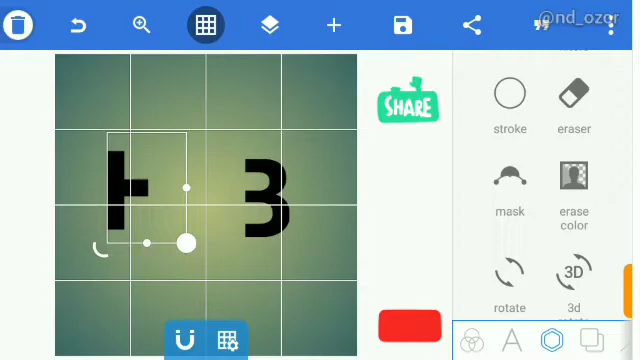 @nd_ozor
SHARE
3
stroke
eraser
mask
erase
color
rotate
3d
3D
A